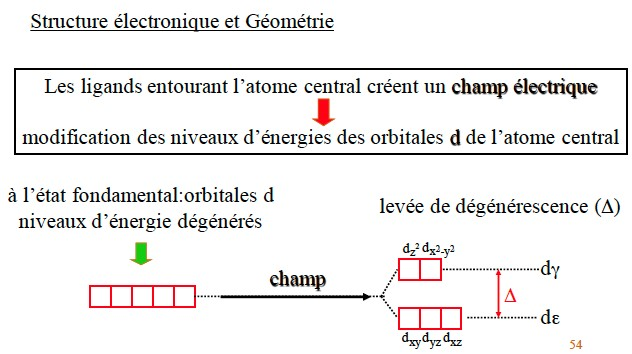 Structure électronique et Géométrie
Les ligands entourant l’atome central créent un champ électrique
modification des niveaux d’énergies des orbitales d de l’atome central
à l’état fondamental:orbitales d
niveaux d’énergie dégénérés
levée de dégénérescence (Δ)
dz² dx²-y²
dγ
champ
Δ
dε
dxy dyz dxz
54